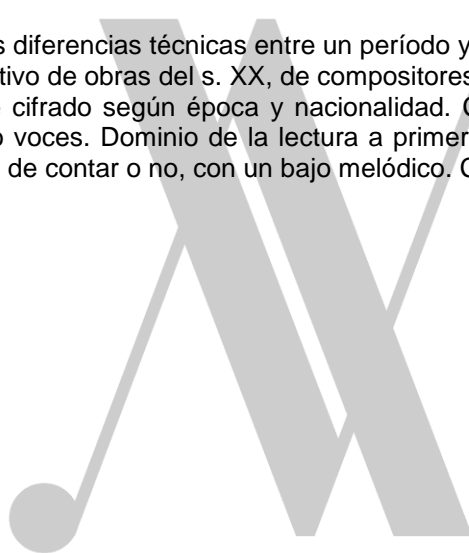 s diferencias técnicas entre un período y
tivo de obras del s. XX, de compositores
cifrado según época y nacionalidad.
voces. Dominio de la lectura a primer
de contar o no, con un bajo melódico.